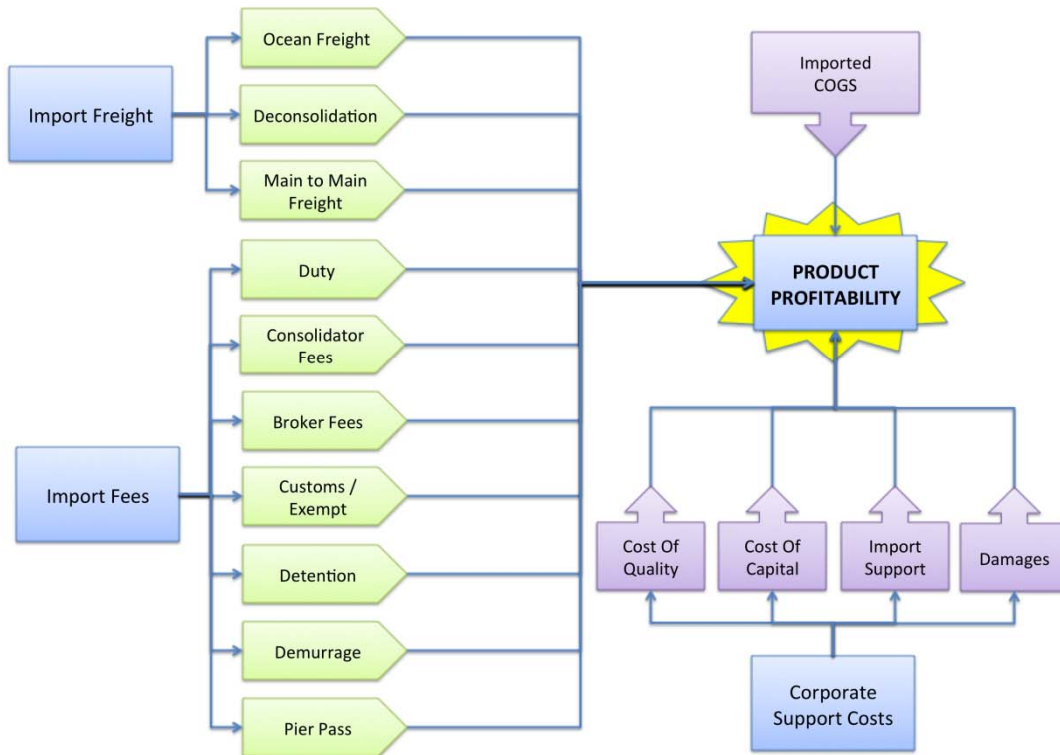 Import Freight
Ocean Freight
Deconsolidation
Main to Main
Freight
Import Fees
Duty
Consolidator
Fees
Broker Fees
Customs /
Exempt
Detention
Demurrage
Pier Pass
Imported
COGS
PRODUCT
PROFITABILITY
Cost Of
Quality
Cost Of
Capital
Import
Support
Damages
Corporate
Support Costs